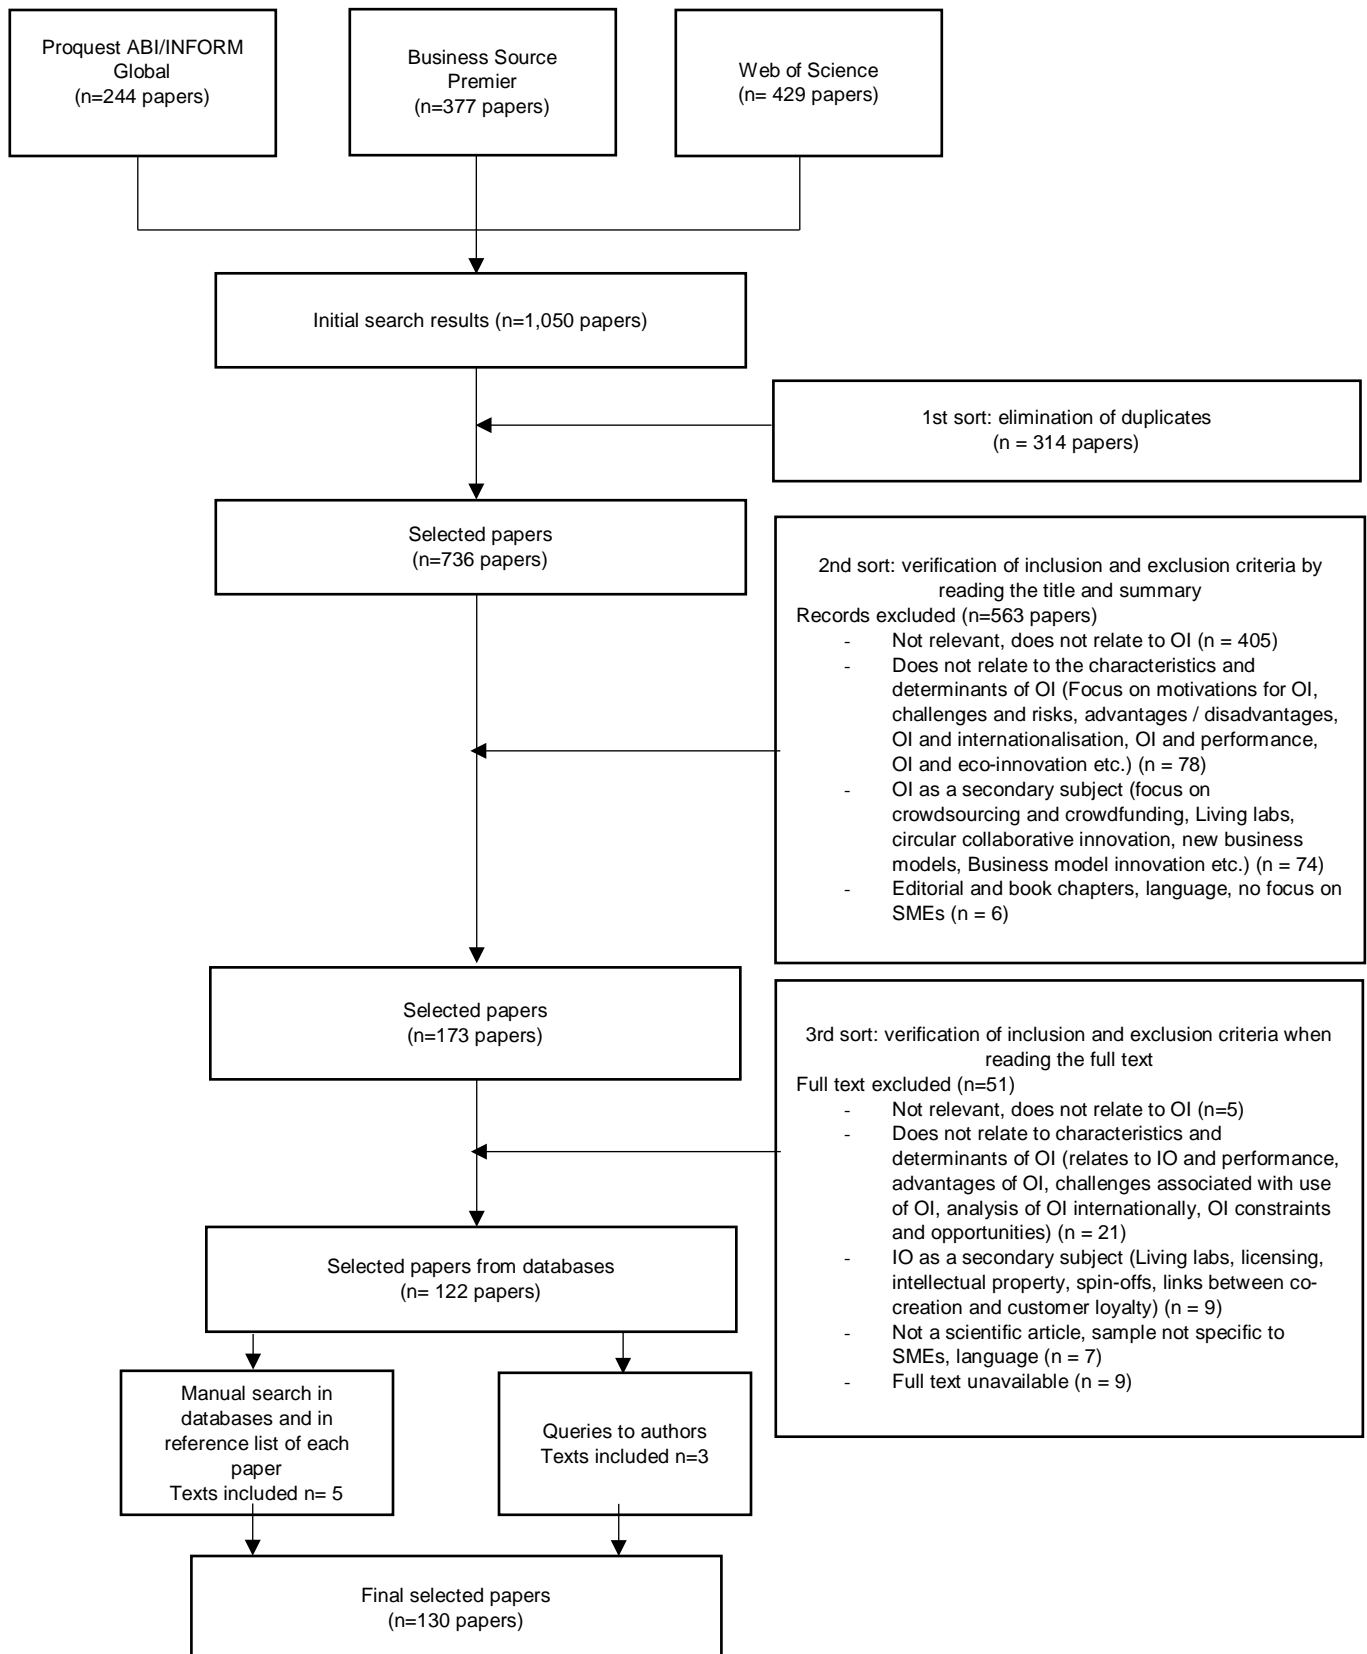 Proquest ABI/INFORM
Global
(n=244 papers)
Business Source
Premier
(n=377 papers)
Web of Science
(n= 429 papers)
Initial search results (n=1,050 papers)
1st sort: elimination of duplicates
(n = 314 papers)
Selected papers
(n=736 papers)
2nd sort: verification of inclusion and exclusion criteria by
reading the title and summary
Records excluded (n=563 papers)
- Not relevant, does not relate to OI (n = 405)
- Does not relate to the characteristics and
determinants of OI (Focus on motivations for OI,
challenges and risks, advantages / disadvantages,
OI and internationalisation, OI and performance,
OI and eco-innovation etc.) (n = 78)
- OI as a secondary subject (focus on
crowdsourcing and crowdfunding, Living labs,
circular collaborative innovation, new business
models, Business model innovation etc.) (n = 74)
- Editorial and book chapters, language, no focus on
SMEs (n = 6)
Selected papers
(n=173 papers)
3rd sort: verification of inclusion and exclusion criteria when
reading the full text
Full text excluded (n=51)
- Not relevant, does not relate to OI (n=5)
- Does not relate to characteristics and
determinants of OI (relates to IO and performance,
advantages of OI, challenges associated with use
of OI, analysis of OI internationally, OI constraints
and opportunities) (n = 21)
- IO as a secondary subject (Living labs, licensing,
intellectual property, spin-offs, links between co-
creation and customer loyalty) (n = 9)
- Not a scientific article, sample not specific to
SMEs, language (n = 7)
- Full text unavailable (n = 9)
Selected papers from databases
(n= 122 papers)
Manual search in
databases and in
reference list of each
paper
Texts included n= 5
Queries to authors
Texts included n=3
Final selected papers
(n=130 papers)